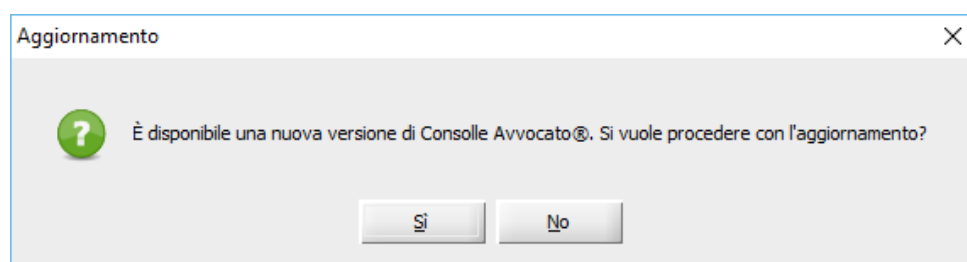 Aggiornamento
È disponibile una nuova versione di Consolle Avvocato®. Si vuole procedere con l'aggiornamento?
Sì
No